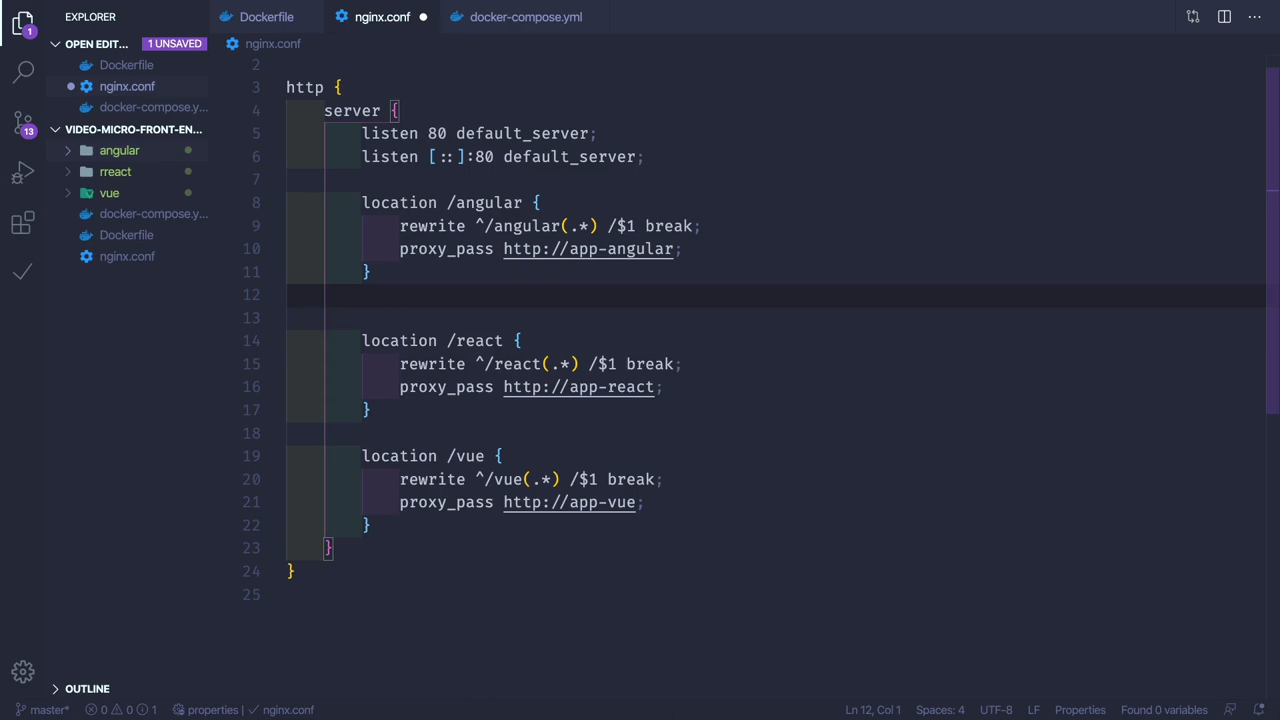 EXPLORER
Dockerfile
nginx.conf
docker-compose.yml
1
OPEN EDIT...
1 UNSAVED
nginx.conf
Dockerfile
nginx.conf
docker-compose.y...
VIDEO-MICRO-FRONT-EN...
13
angular
rreact
vue
docker-compose.y...
Dockerfile
nginx.conf
2
3 http {
4 server {
5 listen 80 default_server;
6 listen [::]:80 default_server;
7
8 location /angular {
9 rewrite ^/angular(.*) /$1 break;
10 proxy_pass http://app-angular;
11 }
12
13
14 location /react {
15 rewrite ^/react(.*) /$1 break;
16 proxy_pass http://app-react;
17 }
18
19 location /vue {
20 rewrite ^/vue(.*) /$1 break;
21 proxy_pass http://app-vue;
22 }
23 }
24 }
25
OUTLINE
master* 0 0 1 properties | nginx.conf Ln 12, Col 1 Spaces: 4 UTF-8 LF Properties Found 0 variables